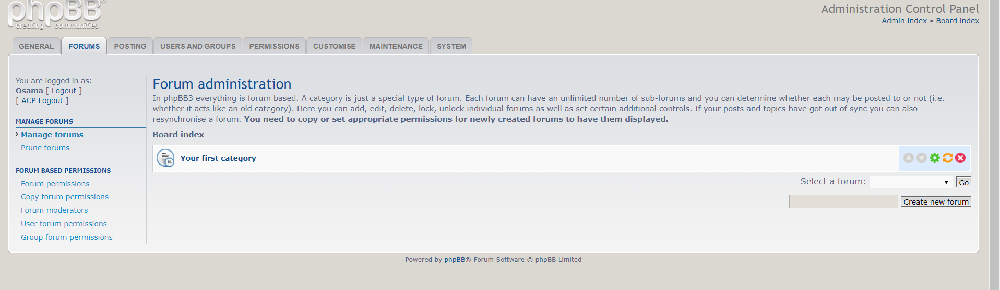 phpBB®
creating communities
Administration Control Panel
Admin index • Board index
GENERAL FORUMS POSTING USERS AND GROUPS PERMISSIONS CUSTOMISE MAINTENANCE SYSTEM
You are logged in as:
Osama [ Logout ]
[ ACP Logout ]
MANAGE FORUMS
Manage forums
Prune forums
FORUM BASED PERMISSIONS
Forum permissions
Copy forum permissions
Forum moderators
User forum permissions
Group forum permissions
Forum administration
In phpBB3 everything is forum based. A category is just a special type of forum. Each forum can have an unlimited number of sub-forums and you can determine whether each may be posted to or not (i.e.
whether it acts like an old category). Here you can add, edit, delete, lock, unlock individual forums as well as set certain additional controls. If your posts and topics have got out of sync you can also
resynchronise a forum. You need to copy or set appropriate permissions for newly created forums to have them displayed.
Board index
Your first category
Select a forum: Go
Create new forum
Powered by phpBB® Forum Software © phpBB Limited